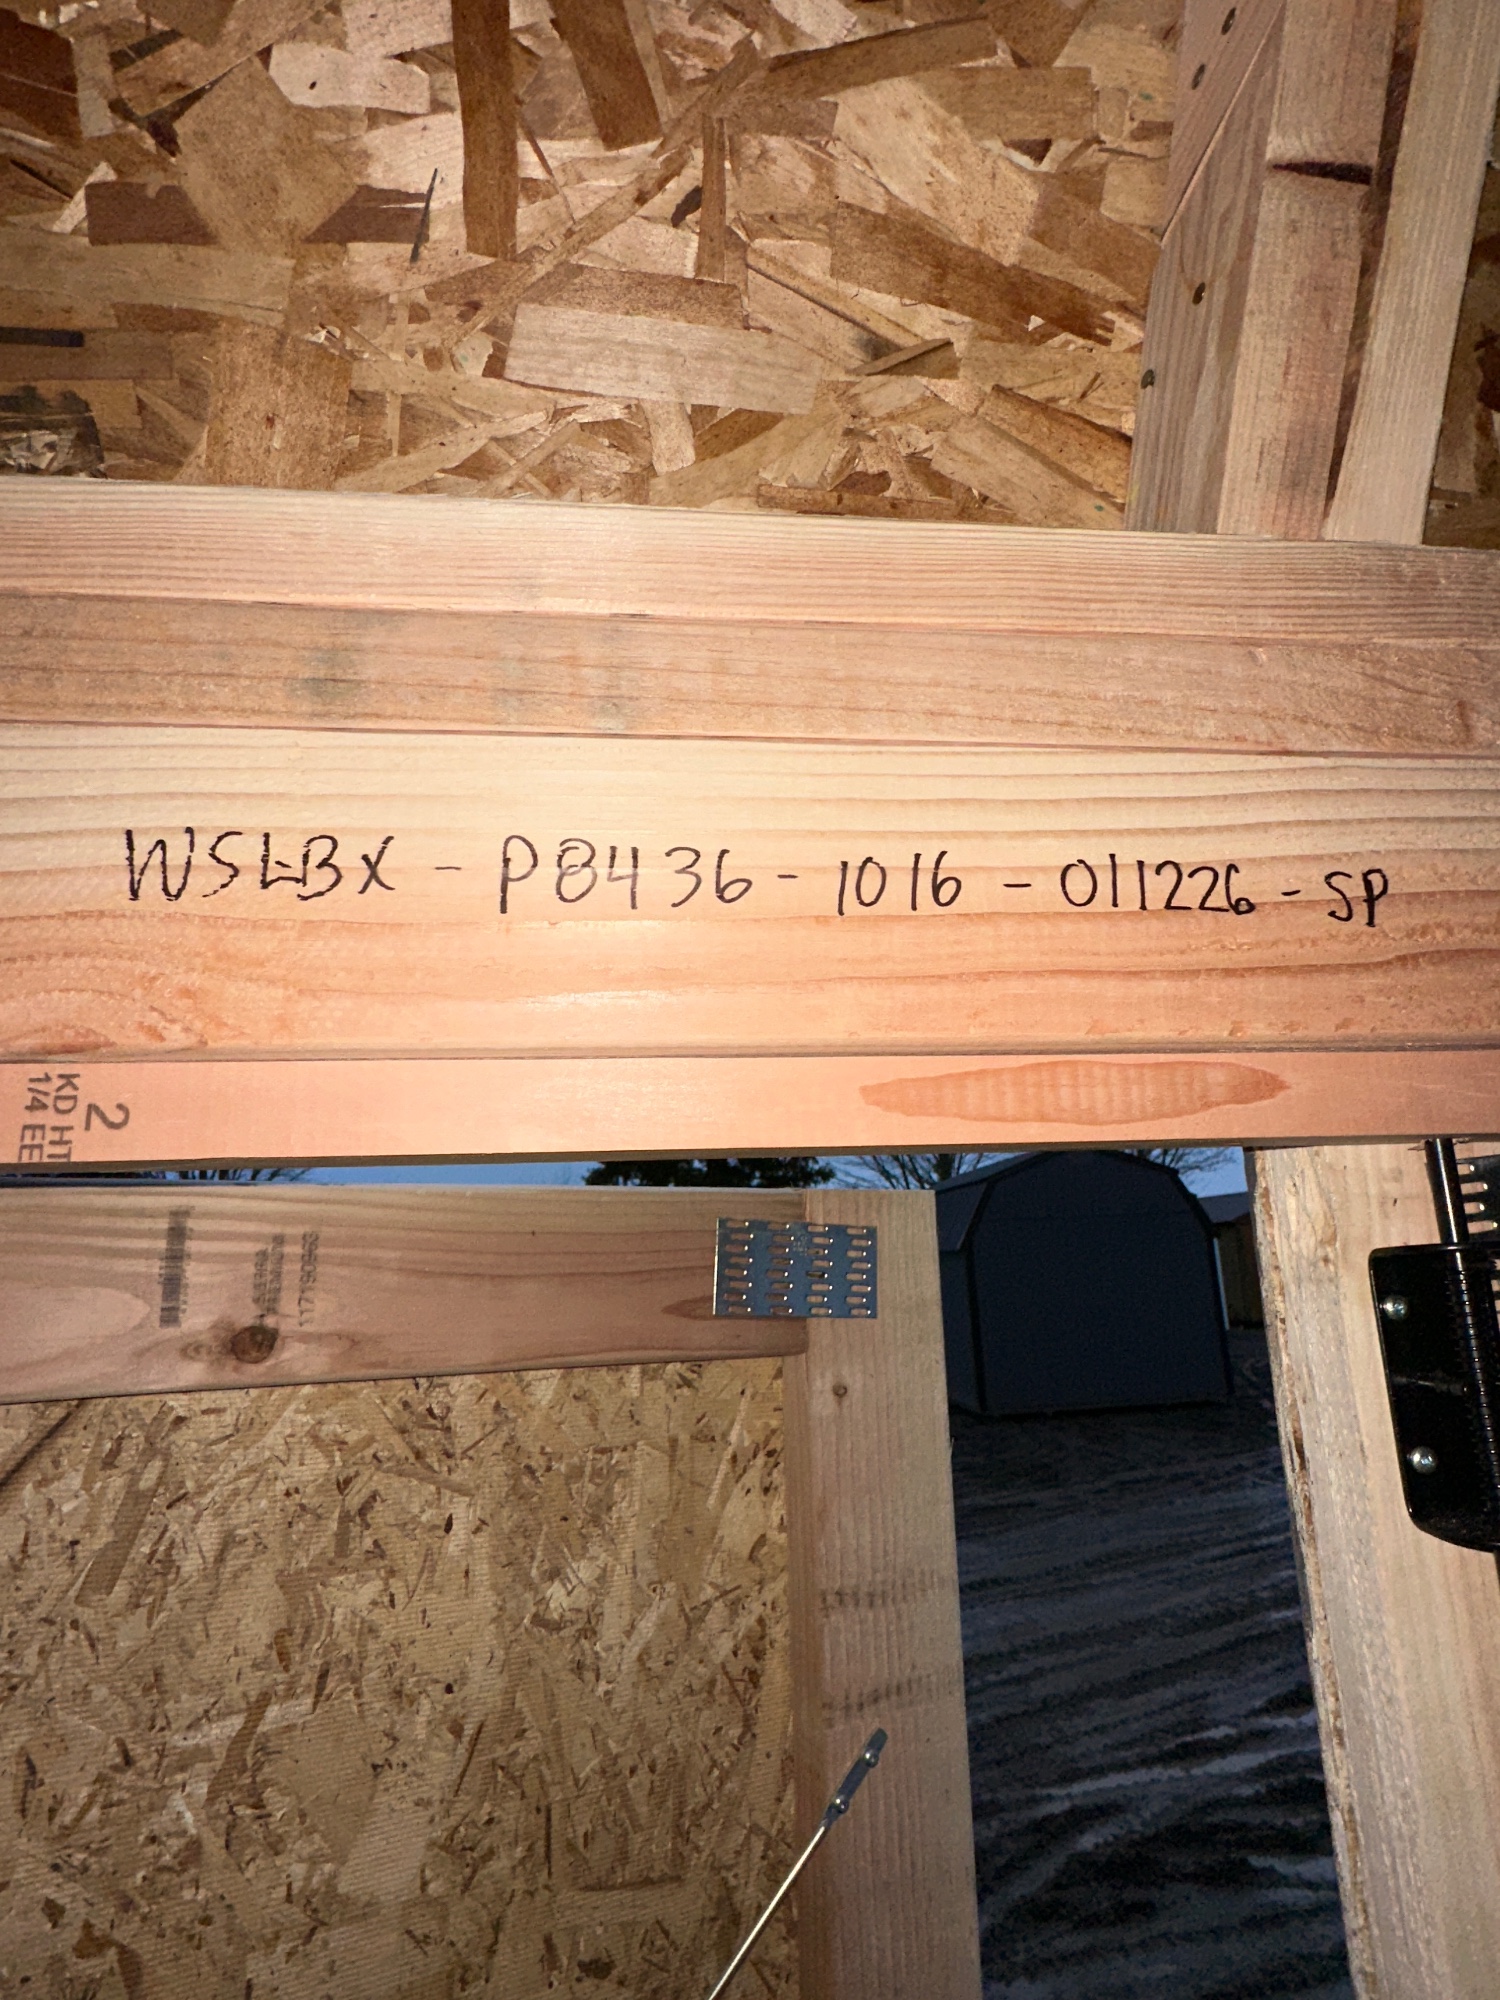 WSLBX - P8436 - 1016 - 011226 - SP
2
KD HT
1/4 EE